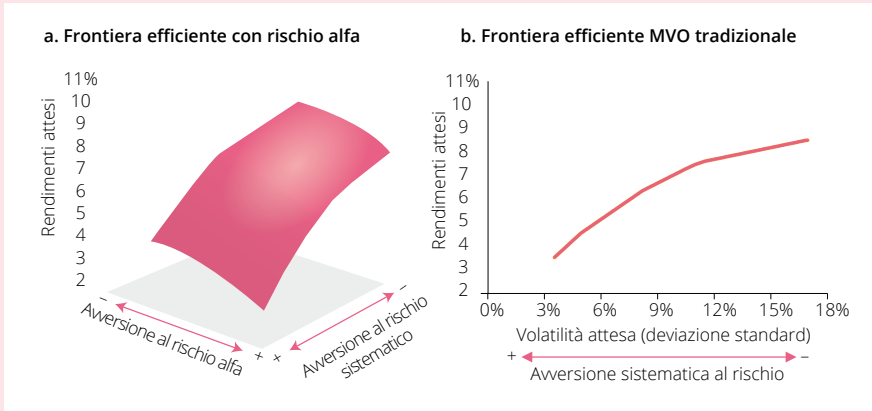 a. Frontiera efficiente con rischio alfa
Rendimenti attesi
11%
10
9
8
7
6
5
4
3
2
–
Avversione al rischio alfa
+
+
Avversione al rischio
sistematico
–
b. Frontiera efficiente MVO tradizionale
Rendimenti attesi
11%
10
9
8
7
6
5
4
3
2
0% 3% 6% 9% 12% 15% 18%
Volatilità attesa (deviazione standard)
+ –
Avversione sistematica al rischio